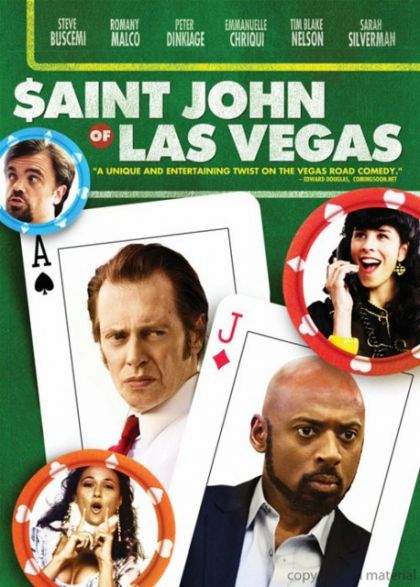 STEVE BUSCEMI
ROMANY MALCO
PETER DINKLAGE
EMMANUELLE CHRIQUI
TIM BLAKE NELSON
SARAH SILVERMAN
$AINT JOHN
OF LAS VEGAS
"A UNIQUE AND ENTERTAINING TWIST ON THE VEGAS ROAD COMEDY."
– EDWARD DOUGLAS, COMINGSOON.NET
A
J